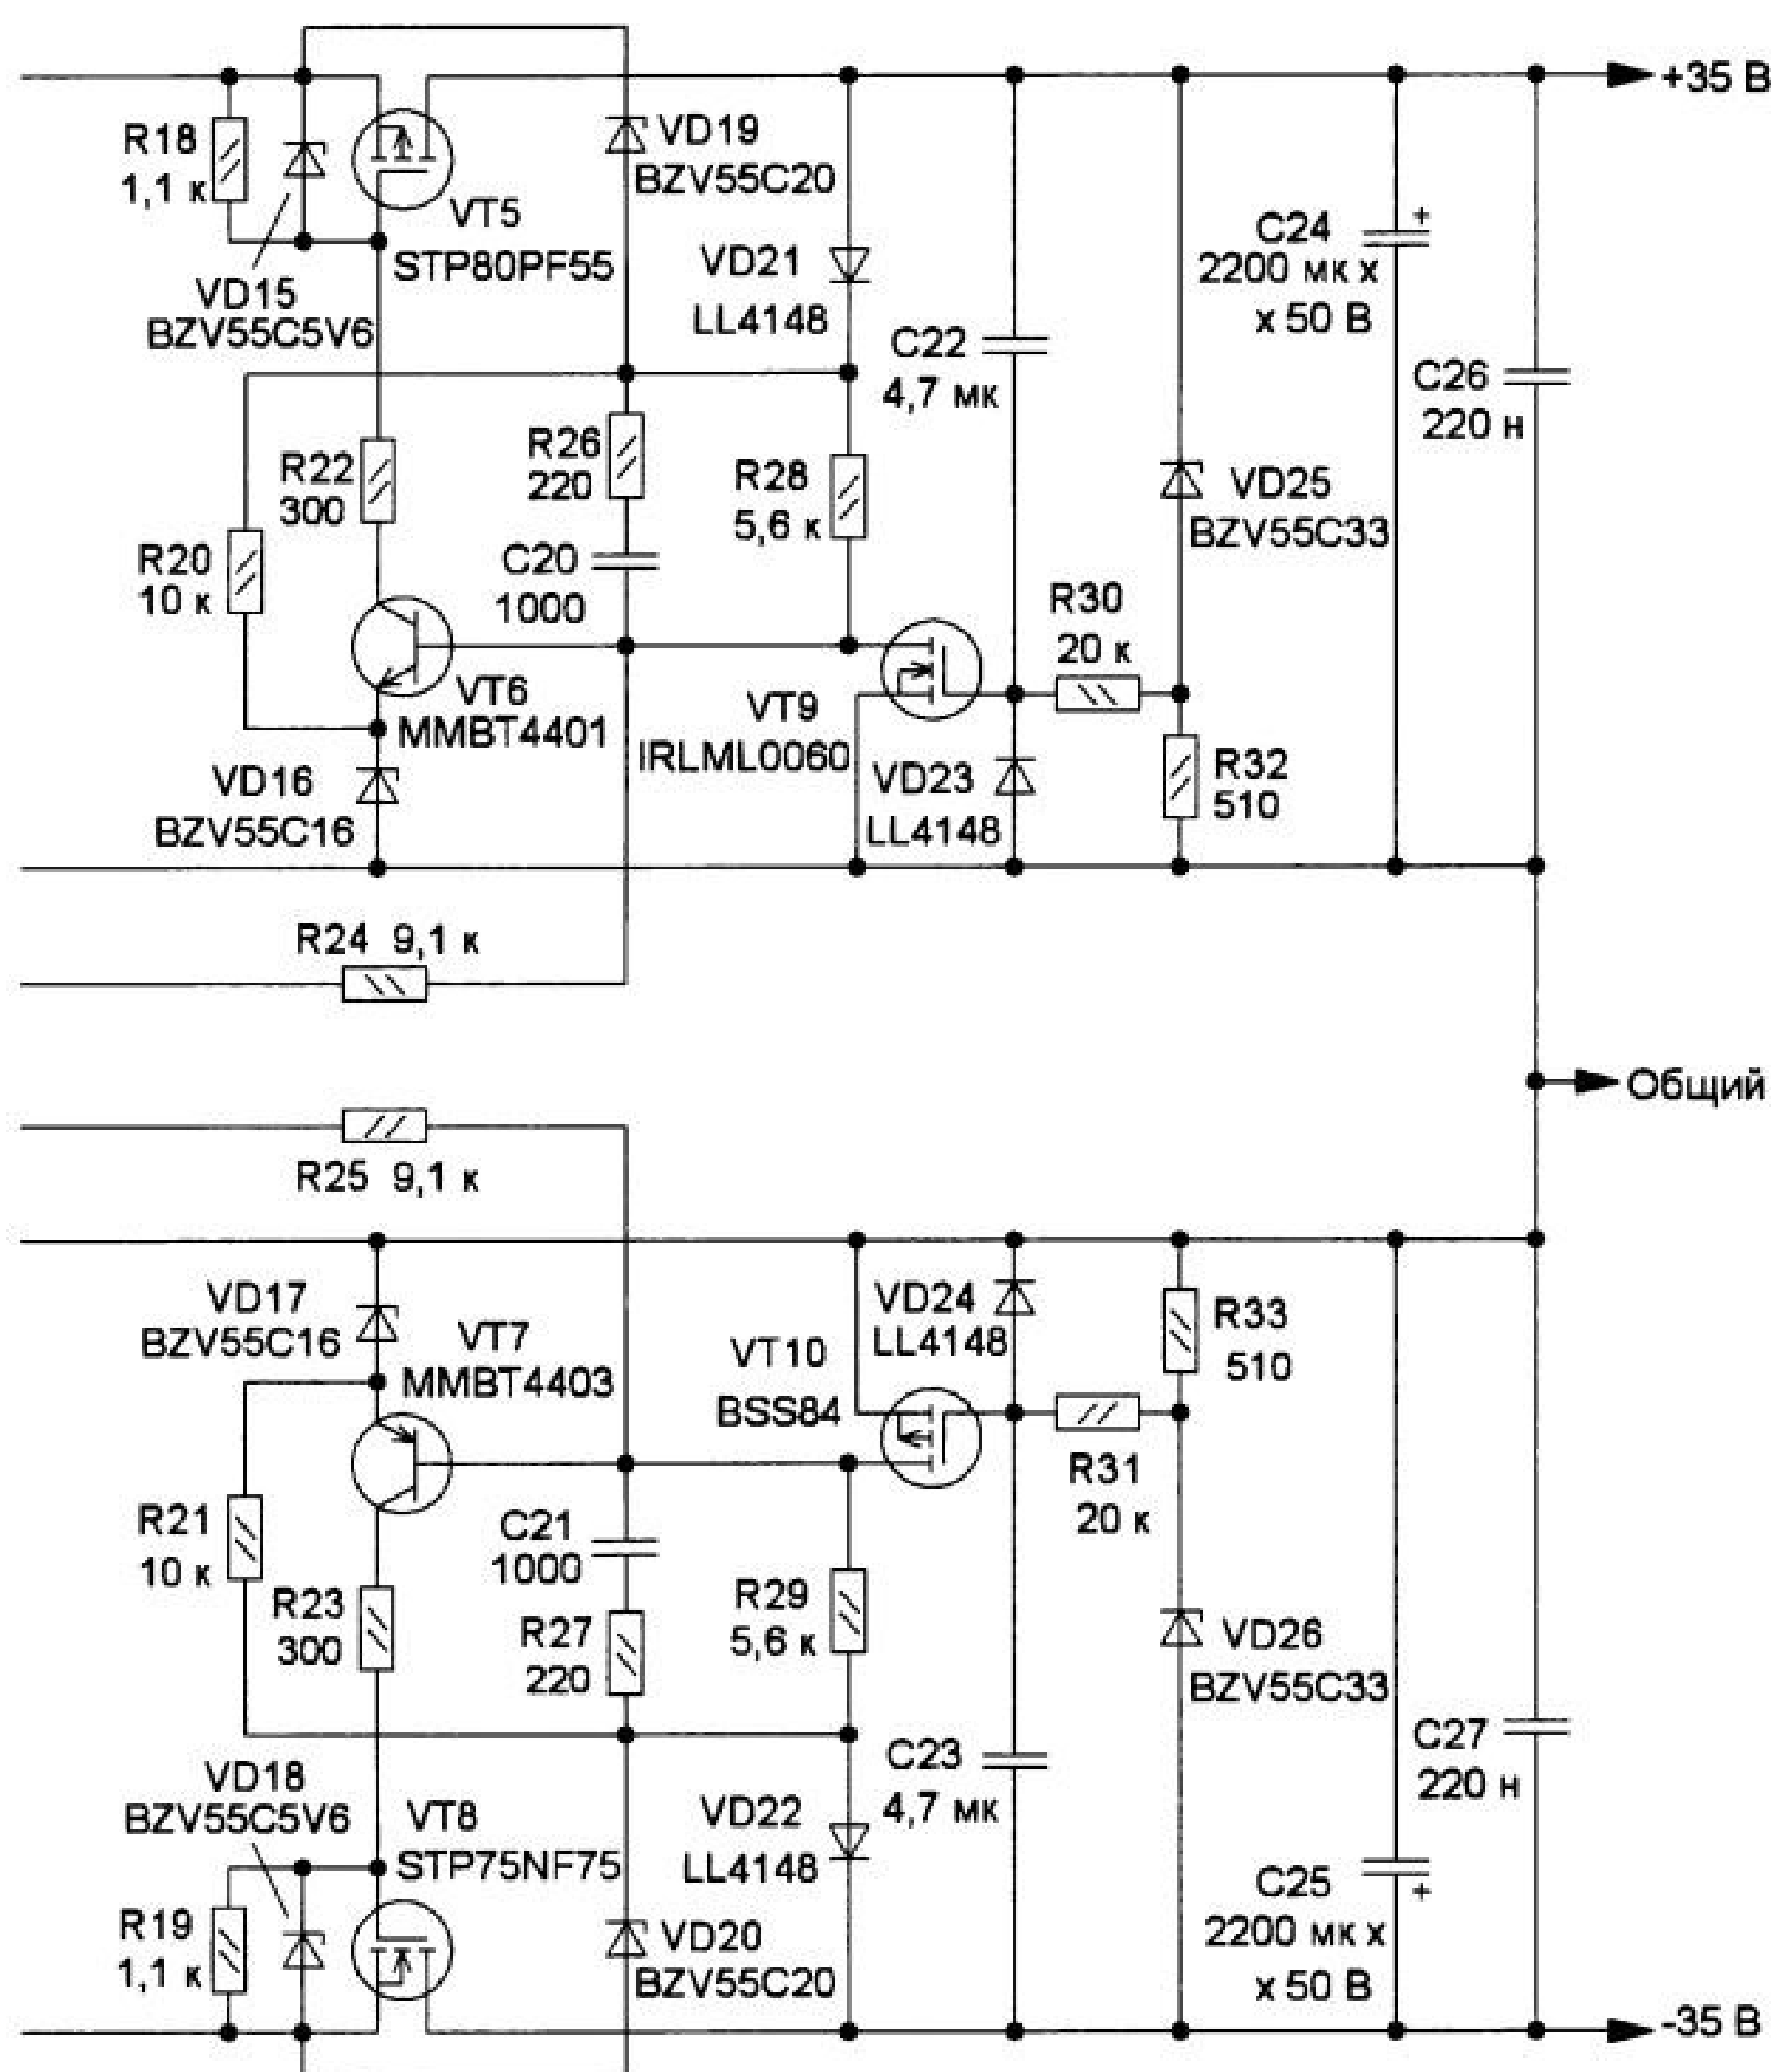 +35 В
R18
1,1 к
VD15
BZV55C5V6
VT5
STP80PF55
VD19
BZV55C20
VD21
LL4148
C22
4,7 мк
C24
2200 мк х
х 50 В
+
C26
220 н
R20
10 к
R22
300
R26
220
C20
1000
R28
5,6 к
VD25
BZV55C33
R30
20 к
VT6
MMBT4401
VD16
BZV55C16
VT9
IRLML0060
VD23
LL4148
R32
510
R24 9,1 к
Общий
R25 9,1 к
VD17
BZV55C16
VT7
MMBT4403
VT10
BSS84
VD24
LL4148
R33
510
R31
20 к
R21
10 к
R23
300
C21
1000
R27
220
R29
5,6 к
VD26
BZV55C33
C23
4,7 мк
C27
220 н
VD18
BZV55C5V6
VT8
STP75NF75
VD22
LL4148
R19
1,1 к
VD20
BZV55C20
C25
2200 мк х
х 50 В
+
-35 В